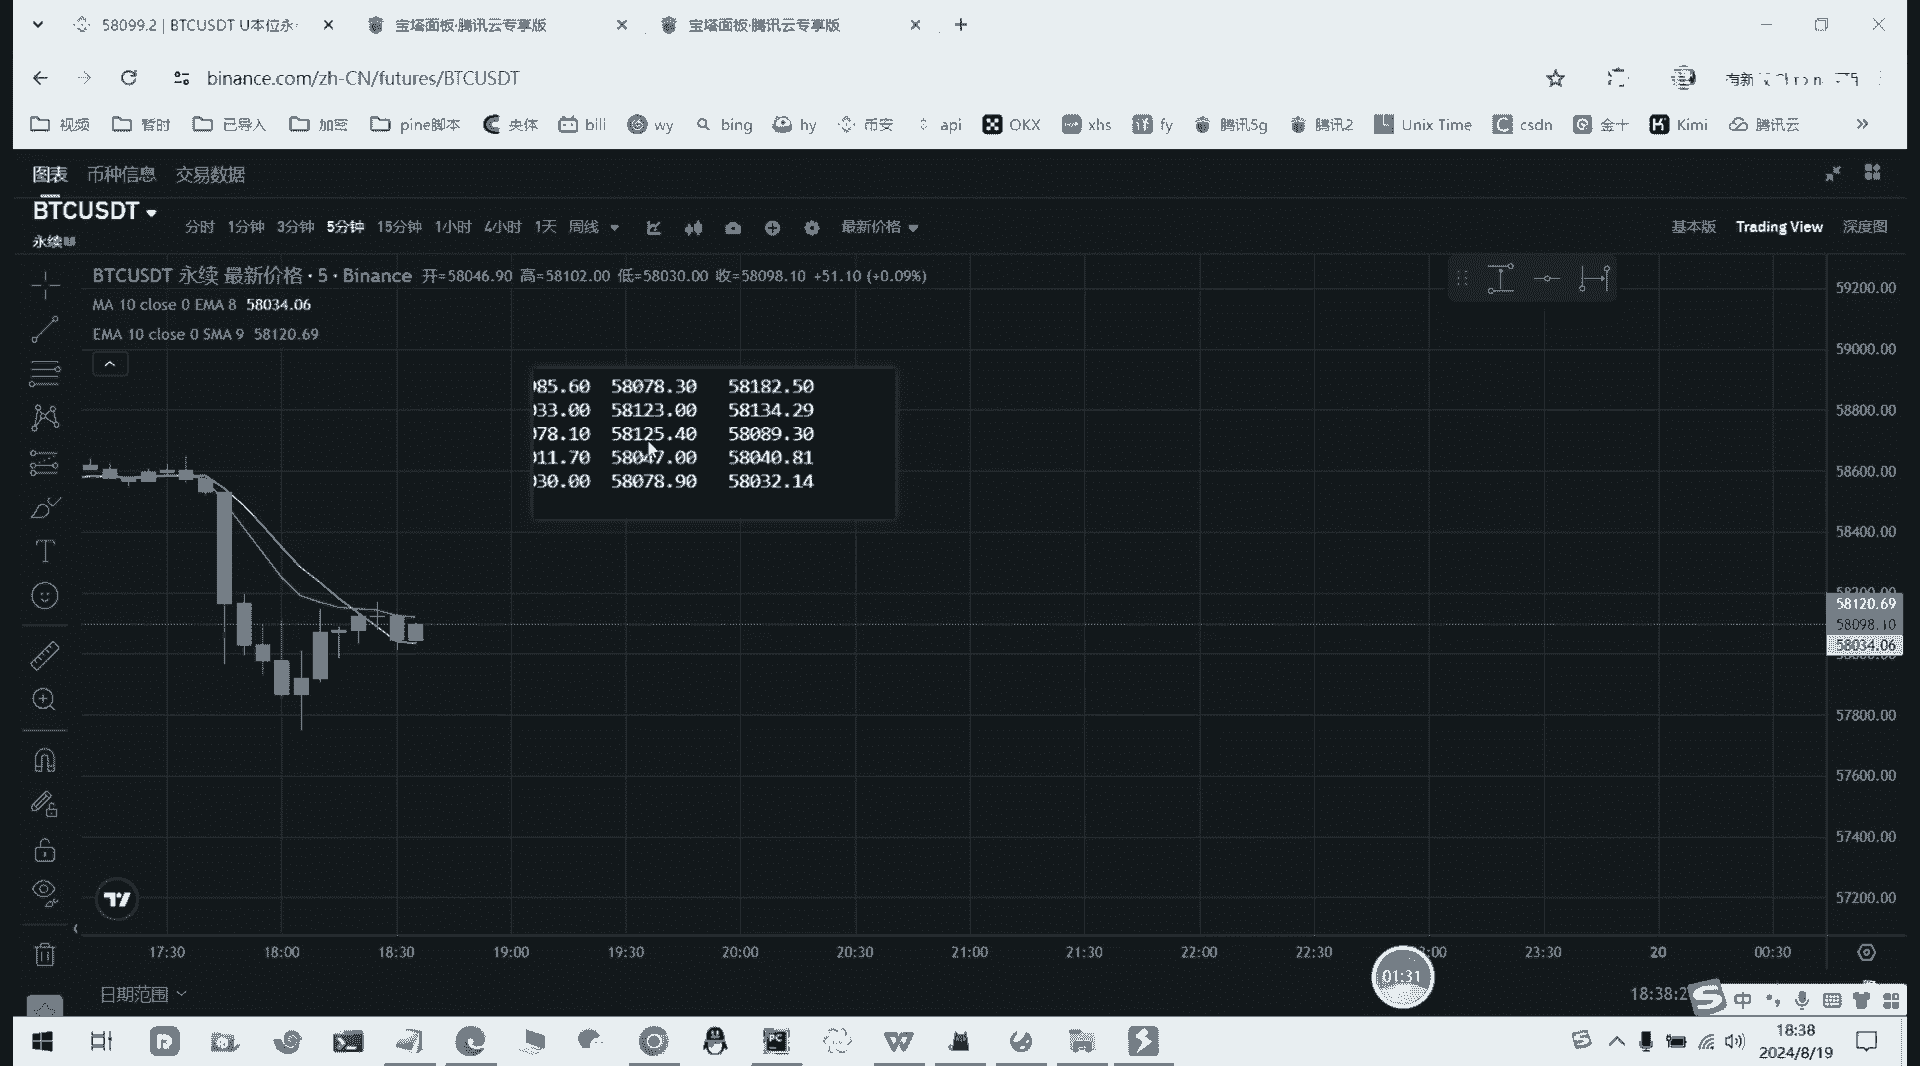 58099.2 | BTCUSDT U本位永 宝塔面板-腾讯云专享版 宝塔面板-腾讯云专享版
binance.com/zh-CN/futures/BTCUSDT 有新
视频 暂时 已导入 加密 pine脚本 央体 bili wy bing hy 币安 api OKX xhs fy 腾讯5g 腾讯2 Unix Time csdn 金十 Kimi 腾讯云
图表 币种信息 交易数据
BTCUSDT
永续
分时 1分钟 3分钟 5分钟 15分钟 1小时 4小时 1天 周线 最新价格 基本版 Trading View 深度图
BTCUSDT 永续 最新价格 · 5 · Binance 开=58046.90 高=58102.00 低=58030.00 收=58098.10 +51.10 (+0.09%)
MA 10 close 0 EMA 8 58034.06
EMA 10 close 0 SMA 9 58120.69
85.60 58078.30 58182.50
33.00 58123.00 58134.29
78.10 58125.40 58089.30
11.70 58047.00 58040.81
30.00 58078.90 58032.14
59200.00
59000.00
58800.00
58600.00
58400.00
58120.69
58098.10
58034.06
57800.00
57600.00
57400.00
57200.00
17:30 18:00 18:30 19:00 19:30 20:00 20:30 21:00 21:30 22:00 22:30 :00 23:30 20 00:30
01:31
日期范围 18:38:2 中
18:38
2024/8/19